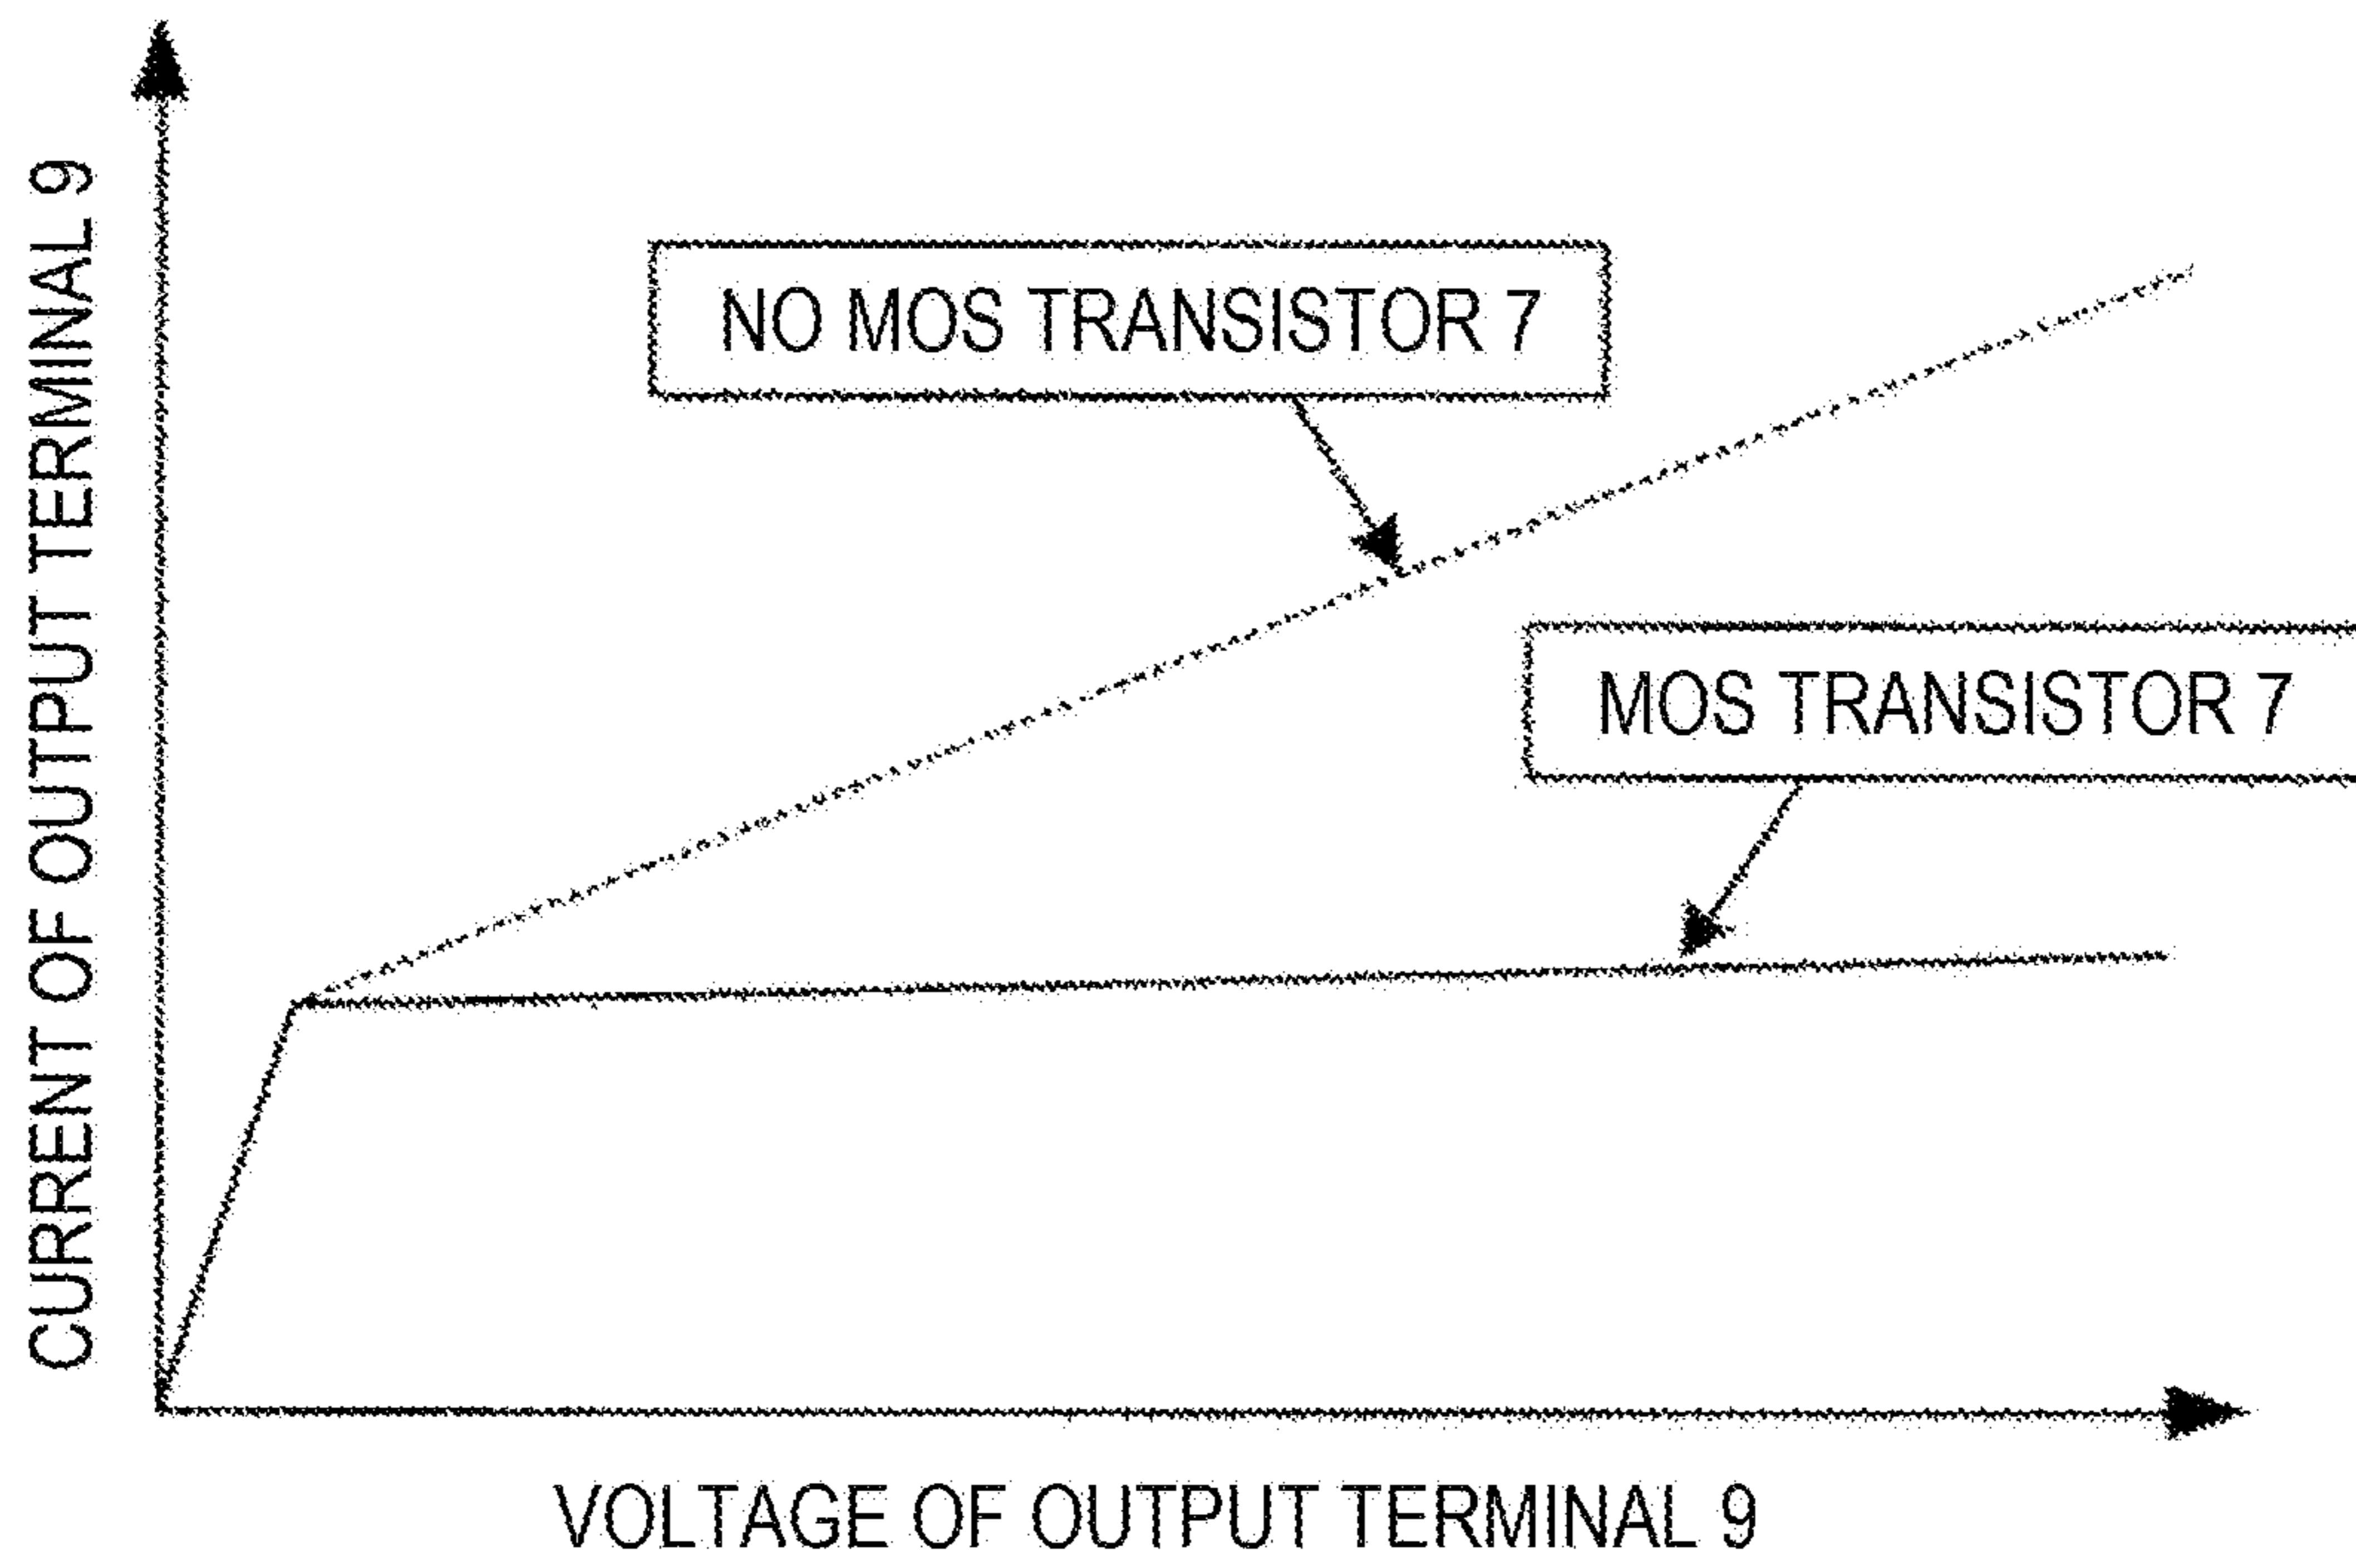 CURRENT OF OUTPUT TERMINAL 9
NO MOS TRANSISTOR 7
MOS TRANSISTOR 7
VOLTAGE OF OUTPUT TERMINAL 9